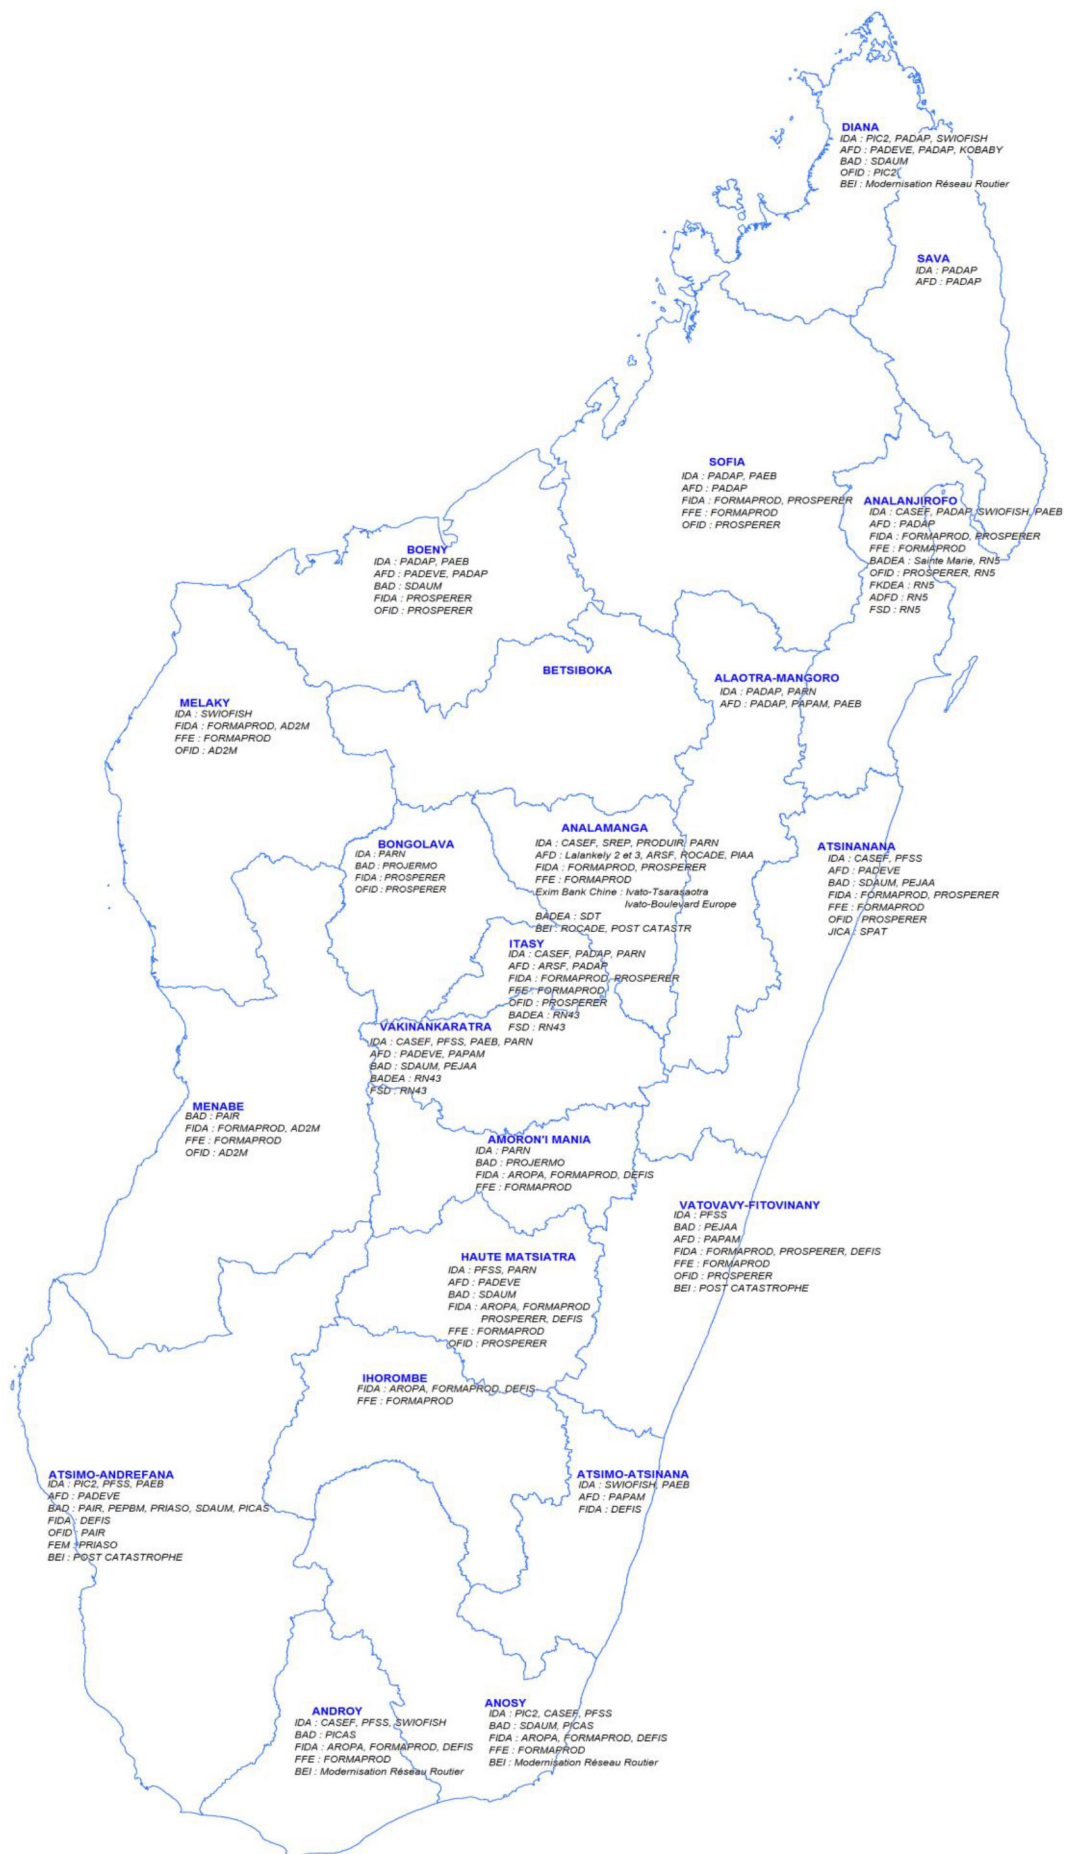 DIANA
IDA : PIC2, PADAP, SWIOFISH
AFD : PADEVE, PADAP, KOBABY
BAD : SDAUM
OFID : PIC2
BEI : Modernisation Réseau Routier
SAVA
IDA : PADAP
AFD : PADAP
SOFIA
IDA : PADAP, PAEB
AFD : PADAP
FIDA : FORMAPROD, PROSPERER
FFE : FORMAPROD
OFID : PROSPERER
ANALANJIROFO
IDA : CASEF, PADAP, SWIOFISH, PAEB
AFD : PADAP
FIDA : FORMAPROD, PROSPERER
FFE : FORMAPROD
BADEA : Sainte Marie, RN5
OFID : PROSPERER, RN5
FKDEA : RN5
ADFD : RN5
FSD : RN5
BOENY
IDA : PADAP, PAEB
AFD : PADEVE, PADAP
BAD : SDAUM
FIDA : PROSPERER
OFID : PROSPERER
BETSIBOKA
ALAOTRA-MANGORO
IDA : PADAP, PARN
AFD : PADAP, PAPAM, PAEB
MELAKY
IDA : SWIOFISH
FIDA : FORMAPROD, AD2M
FFE : FORMAPROD
OFID : AD2M
BONGOLAVA
IDA : PARN
BAD : PROJERMO
FIDA : PROSPERER
OFID : PROSPERER
ANALAMANGA
IDA : CASEF, SREP, PRODUIR, PARN
AFD : Lalankely 2 et 3, ARSF, ROCADE, PIAA
FIDA : FORMAPROD, PROSPERER
FFE : FORMAPROD
Exim Bank Chine : Ivato-Tsarasaotra
Ivato-Boulevard Europe
BADEA : SDT
BEI : ROCADE, POST CATASTR
ATSINANANA
IDA : CASEF, PFSS
AFD : PADEVE
BAD : SDAUM, PEJAA
FIDA : FORMAPROD, PROSPERER
FFE : FORMAPROD
OFID : PROSPERER
JICA : SPAT
ITASY
IDA : CASEF, PADAP, PARN
AFD : ARSF, PADAP
FIDA : FORMAPROD, PROSPERER
FFE : FORMAPROD
OFID : PROSPERER
BADEA : RN43
FSD : RN43
VAKINANKARATRA
IDA : CASEF, PFSS, PAEB, PARN
AFD : PADEVE, PAPAM
BAD : SDAUM, PEJAA
BADEA : RN43
FSD : RN43
MENABE
BAD : PAIR
FIDA : FORMAPROD, AD2M
FFE : FORMAPROD
OFID : AD2M
AMORON'I MANIA
IDA : PARN
BAD : PROJERMO
FIDA : AROPA, FORMAPROD, DEFIS
FFE : FORMAPROD
VATOVAVY-FITOVINANY
IDA : PFSS
BAD : PEJAA
AFD : PAPAM
FIDA : FORMAPROD, PROSPERER, DEFIS
FFE : FORMAPROD
OFID : PROSPERER
BEI : POST CATASTROPHE
HAUTE MATSIATRA
IDA : PFSS, PARN
AFD : PADEVE
BAD : SDAUM
FIDA : AROPA, FORMAPROD
PROSPERER, DEFIS
FFE : FORMAPROD
OFID : PROSPERER
IHOROMBE
FIDA : AROPA, FORMAPROD, DEFIS
FFE : FORMAPROD
ATSIMO-ANDREFANA
IDA : PIC2, PFSS, PAEB
AFD : PADEVE
BAD : PAIR, PEPBM, PRIASO, SDAUM, PICAS
FIDA : DEFIS
OFID : PAIR
FEM : PRIASO
BEI : POST CATASTROPHE
ATSIMO-ATSINANA
IDA : SWIOFISH, PAEB
AFD : PAPAM
FIDA : DEFIS
ANDROY
IDA : CASEF, PFSS, SWIOFISH
BAD : PICAS
FIDA : AROPA, FORMAPROD, DEFIS
FFE : FORMAPROD
BEI : Modernisation Réseau Routier
ANOSY
IDA : PIC2, CASEF, PFSS
BAD : SDAUM, PICAS
FIDA : AROPA, FORMAPROD, DEFIS
FFE : FORMAPROD
BEI : Modernisation Réseau Routier